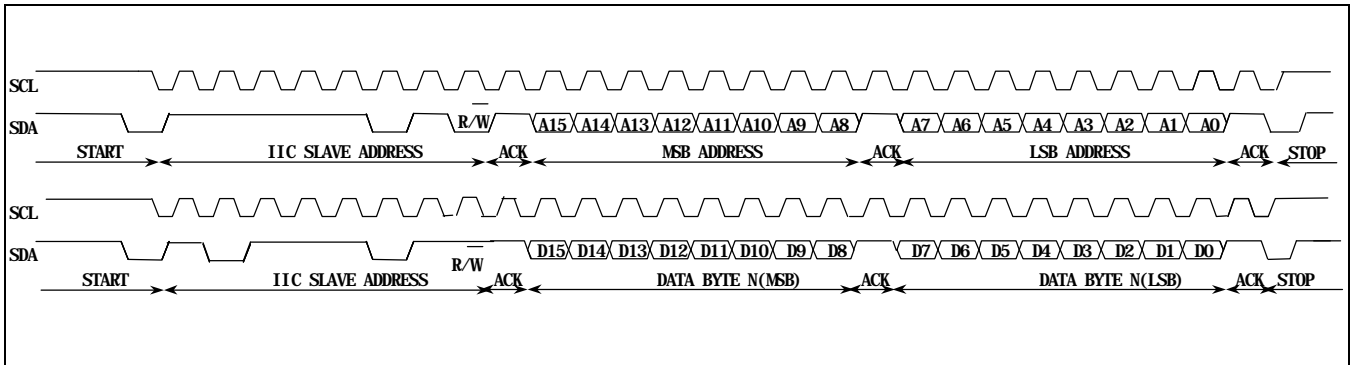 SCL
SDA R/W A15 A14 A13 A12 A11 A10 A9 A8 A7 A6 A5 A4 A3 A2 A1 A0
START IIC SLAVE ADDRESS ACK MSB ADDRESS ACK LSB ADDRESS ACK STOP
SCL
SDA R/W D15 D14 D13 D12 D11 D10 D9 D8 D7 D6 D5 D4 D3 D2 D1 D0
START IIC SLAVE ADDRESS ACK DATA BYTE N(MSB) ACK DATA BYTE N(LSB) ACK STOP